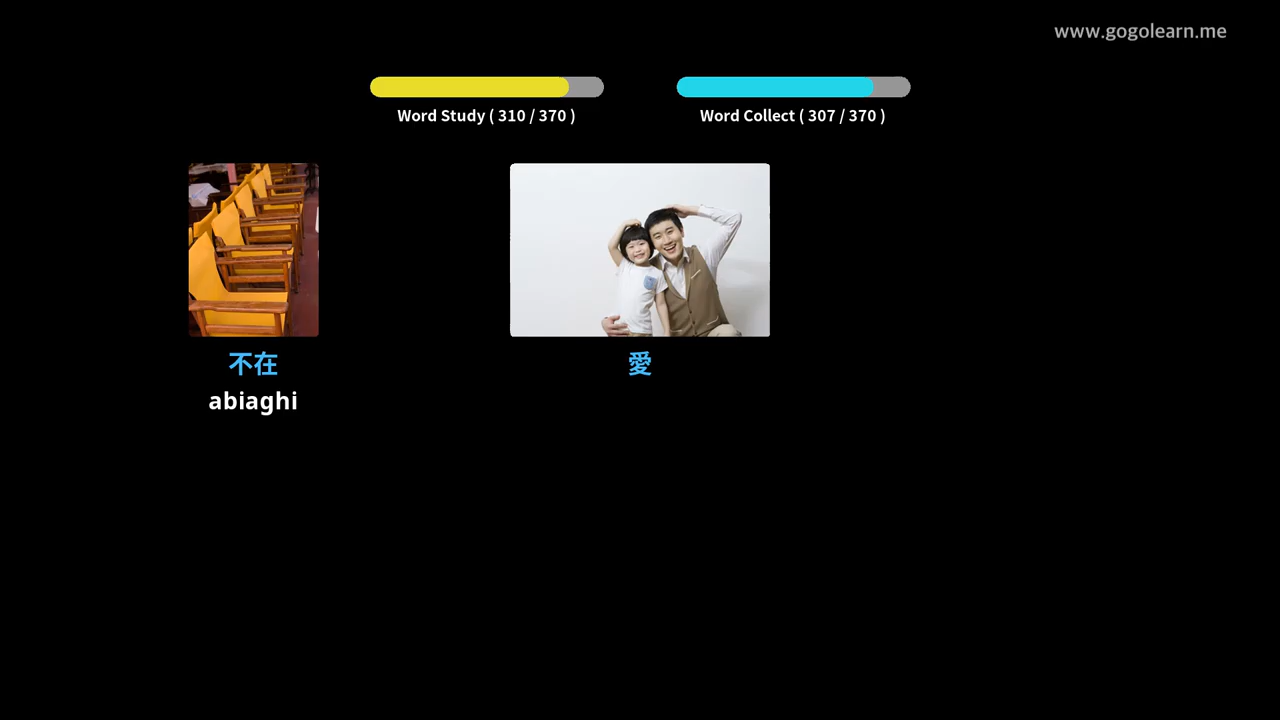 www.gogolearn.me
Word Study ( 310 / 370 )
Word Collect ( 307 / 370 )
不在
abiaghi
愛